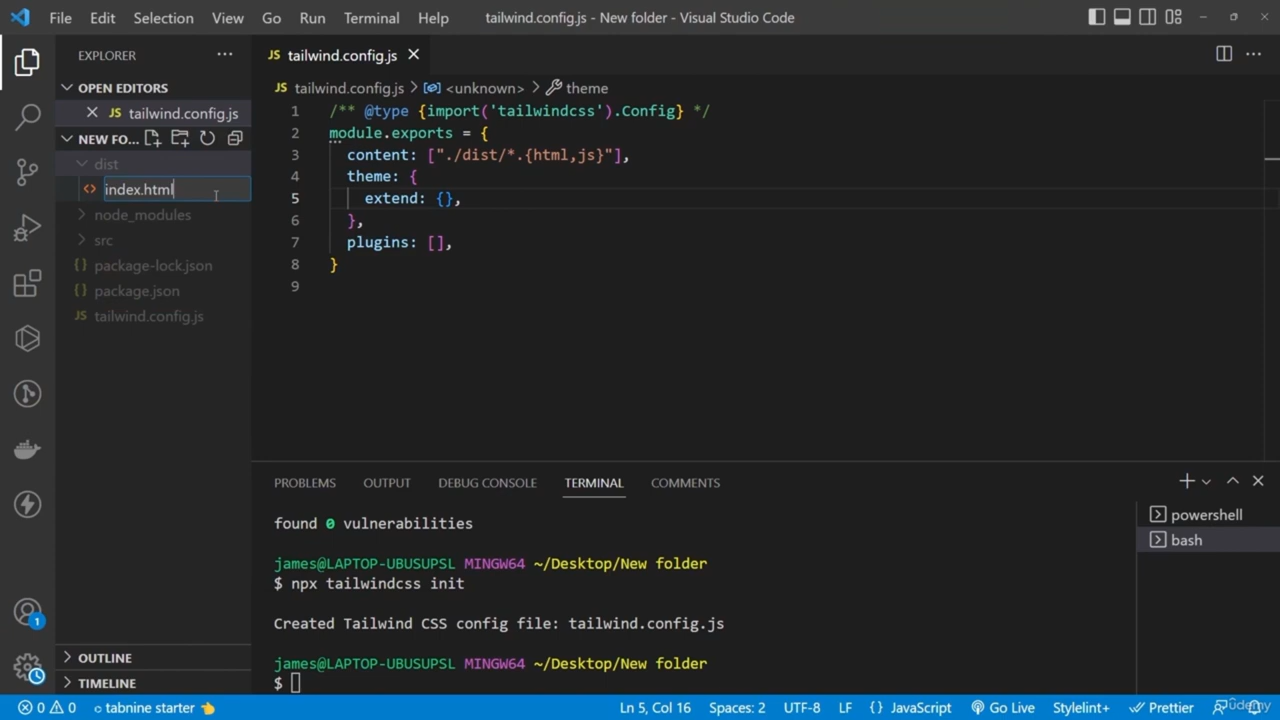 File Edit Selection View Go Run Terminal Help
tailwind.config.js - New folder - Visual Studio Code
EXPLORER
OPEN EDITORS
JS tailwind.config.js
NEW FO...
dist
index.html
node_modules
src
{} package-lock.json
{} package.json
JS tailwind.config.js
OUTLINE
TIMELINE
1
JS tailwind.config.js
JS tailwind.config.js > <unknown> > theme
1 /** @type {import('tailwindcss').Config} */
2 module.exports = {
3 content: ["./dist/*.{html,js}"],
4 theme: {
5 extend: {},
6 },
7 plugins: [],
8 }
9
PROBLEMS OUTPUT DEBUG CONSOLE TERMINAL COMMENTS
found 0 vulnerabilities
james@LAPTOP-UBUSUPSL MINGW64 ~/Desktop/New folder
$ npx tailwindcss init
Created Tailwind CSS config file: tailwind.config.js
james@LAPTOP-UBUSUPSL MINGW64 ~/Desktop/New folder
$
powershell
bash
0 0 tabnine starter Ln 5, Col 16 Spaces: 2 UTF-8 LF {} JavaScript Go Live Stylelint+ Prettier
Udemy